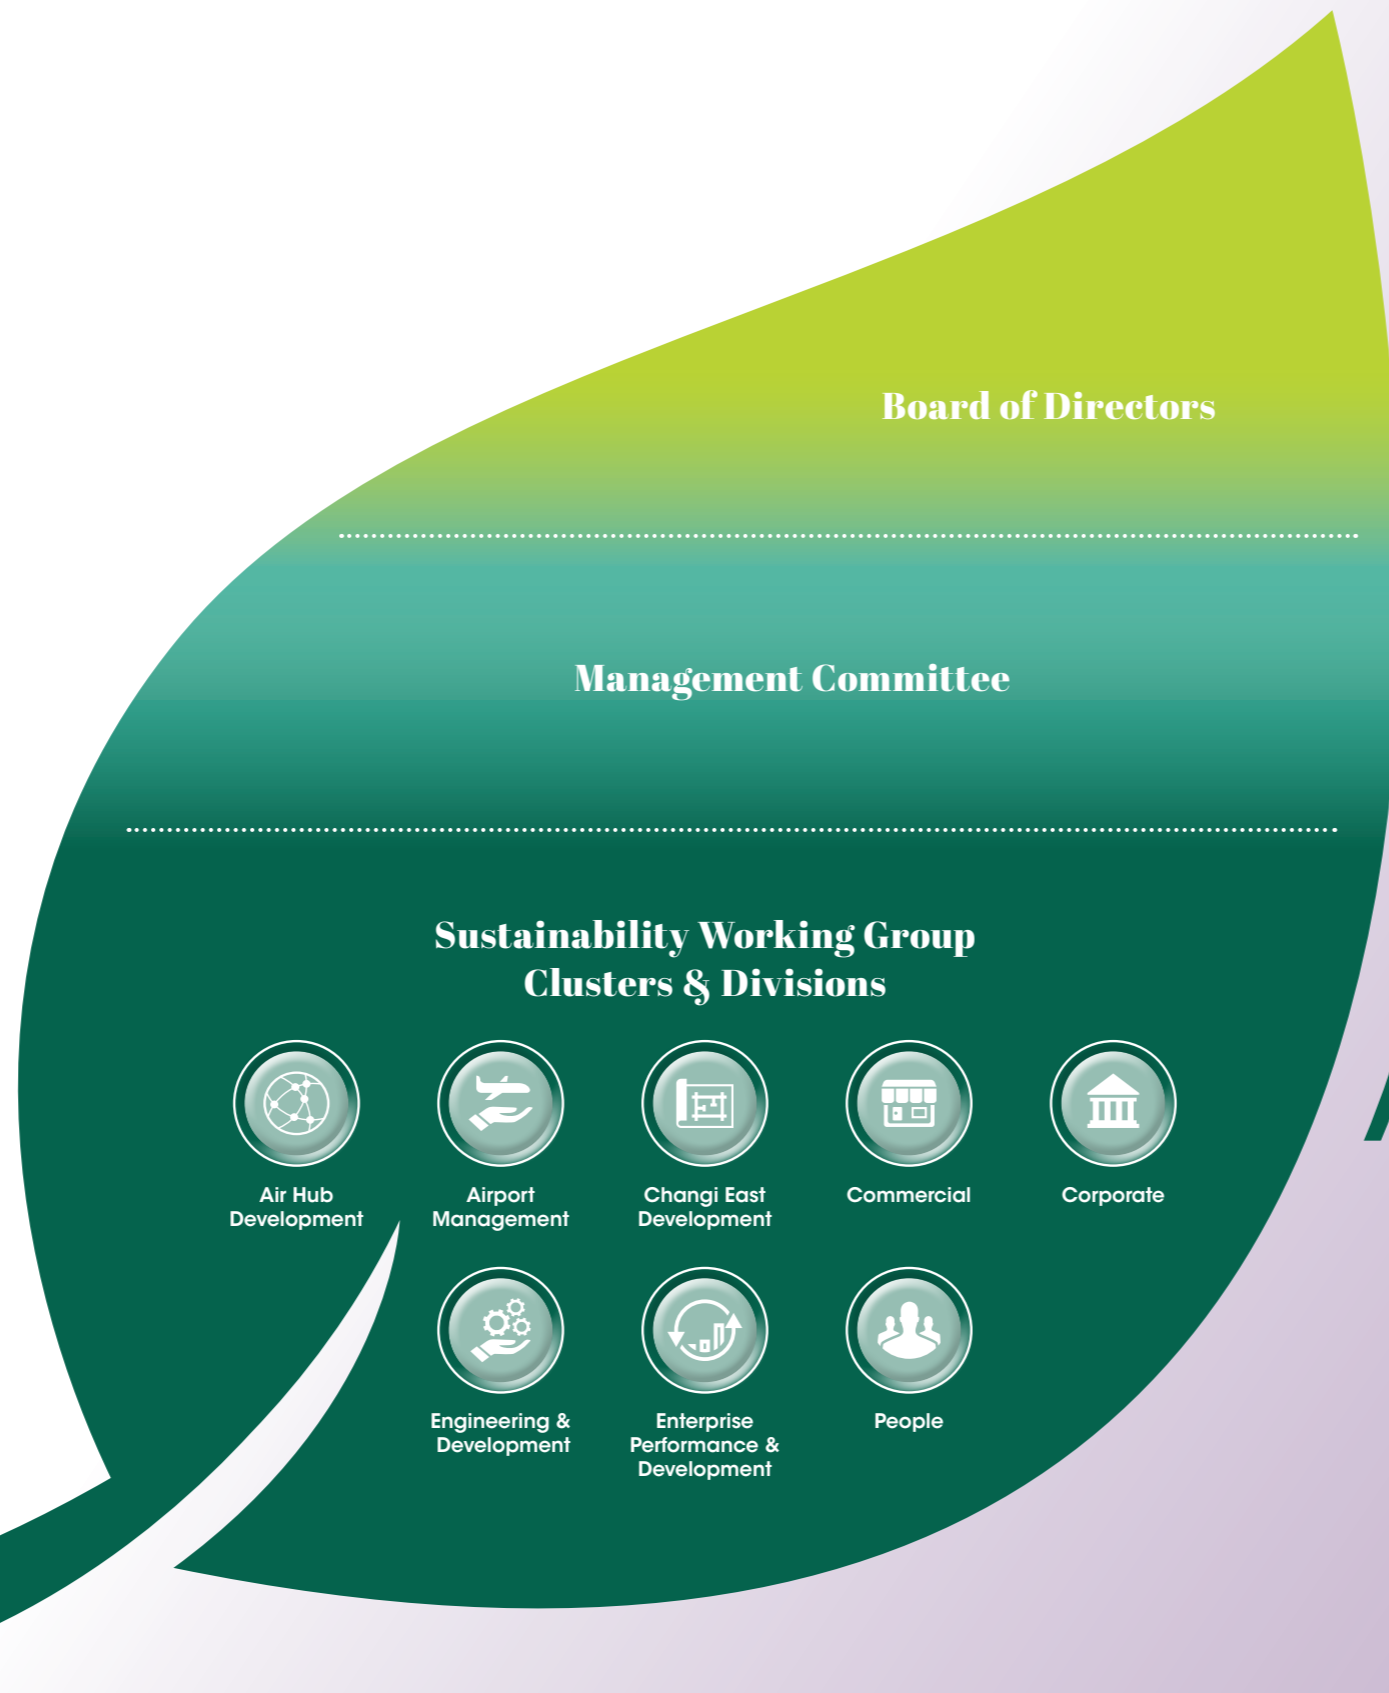 Board of Directors
Management Committee
Sustainability Working Group
Clusters & Divisions
Air Hub
Development
Airport
Management
Changi East
Development
Commercial
Corporate
Engineering &
Development
Enterprise
Performance &
Development
People